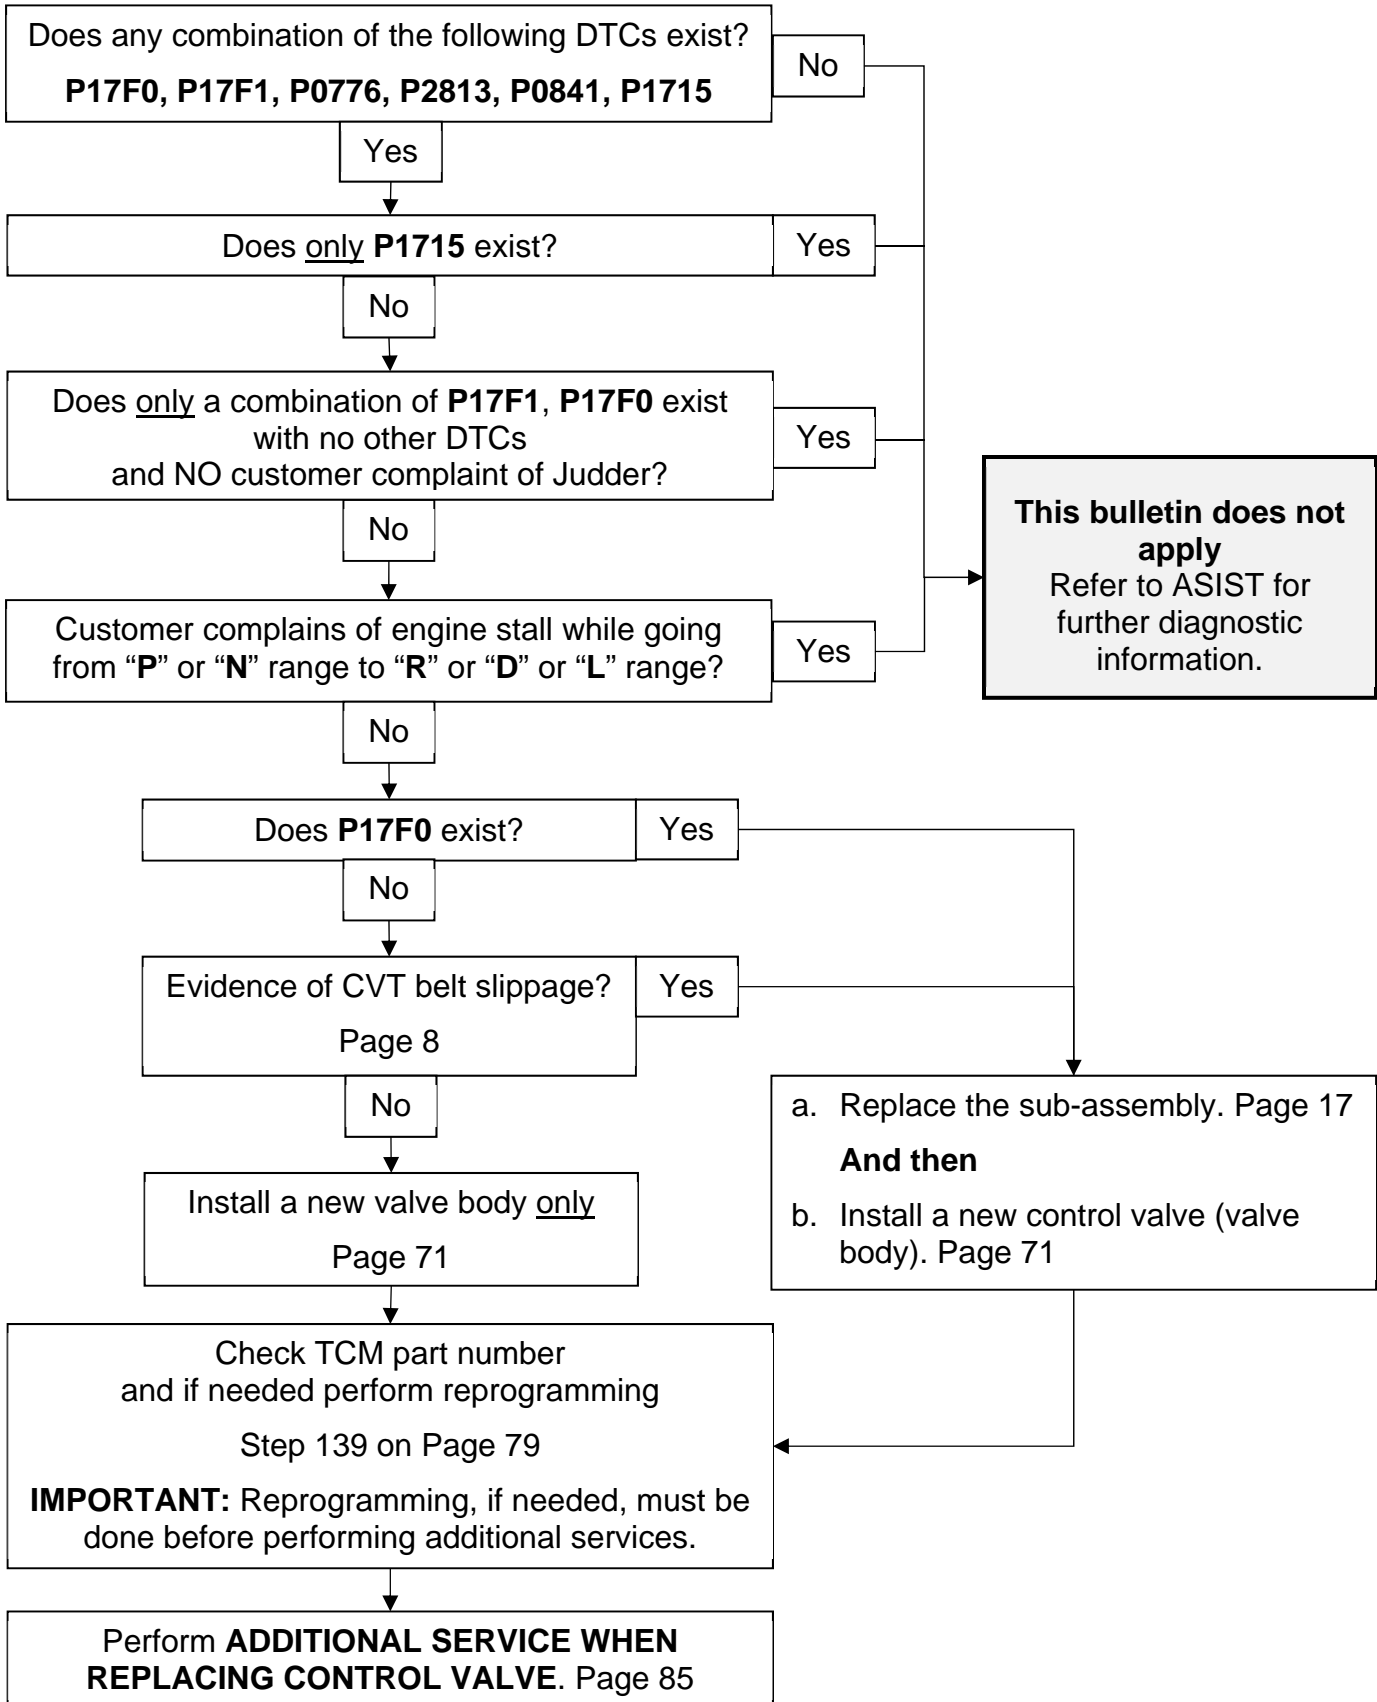 Does any combination of the following DTCs exist?
P17F0, P17F1, P0776, P2813, P0841, P1715
No
Yes
Does only P1715 exist?
Yes
No
Does only a combination of P17F1, P17F0 exist
with no other DTCs
and NO customer complaint of Judder?
Yes
No
This bulletin does not
apply
Refer to ASIST for
further diagnostic
information.
Customer complains of engine stall while going
from “P” or “N” range to “R” or “D” or “L” range?
Yes
No
Does P17F0 exist?
Yes
No
Evidence of CVT belt slippage?
Page 8
Yes
No
a. Replace the sub-assembly. Page 17
And then
b. Install a new control valve (valve
body). Page 71
Install a new valve body only
Page 71
Check TCM part number
and if needed perform reprogramming
Step 139 on Page 79
IMPORTANT: Reprogramming, if needed, must be
done before performing additional services.
Perform ADDITIONAL SERVICE WHEN
REPLACING CONTROL VALVE. Page 85